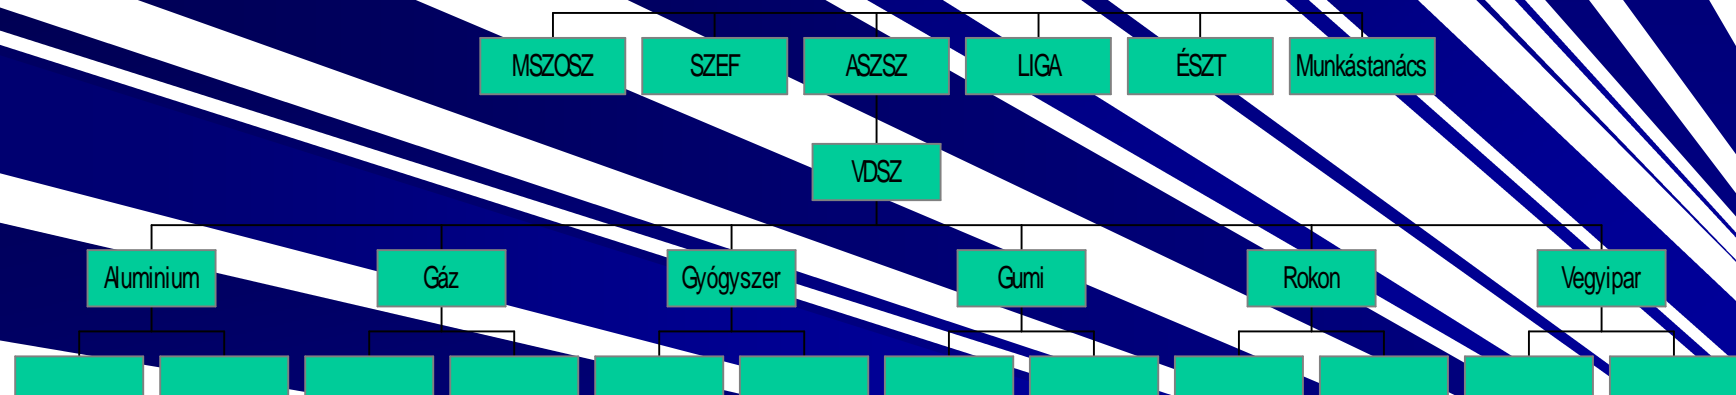 MSZOSZ SZEF ASZSZ LIGA ÉSZT Munkástanács
VDSZ
Aluminium Gáz Gyógyszer Gumi Rokon Vegyipar